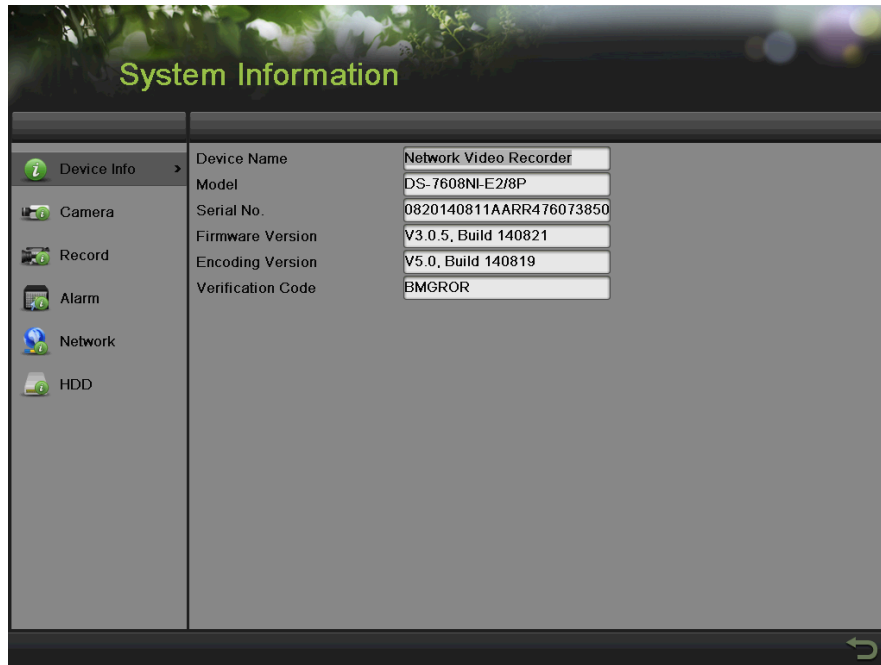 System Information
Device Info >
Camera
Record
Alarm
Network
HDD
Device Name Network Video Recorder
Model DS-7608NI-E2/8P
Serial No. 0820140811AARR476073850
Firmware Version V3.0.5, Build 140821
Encoding Version V5.0, Build 140819
Verification Code BMGROR